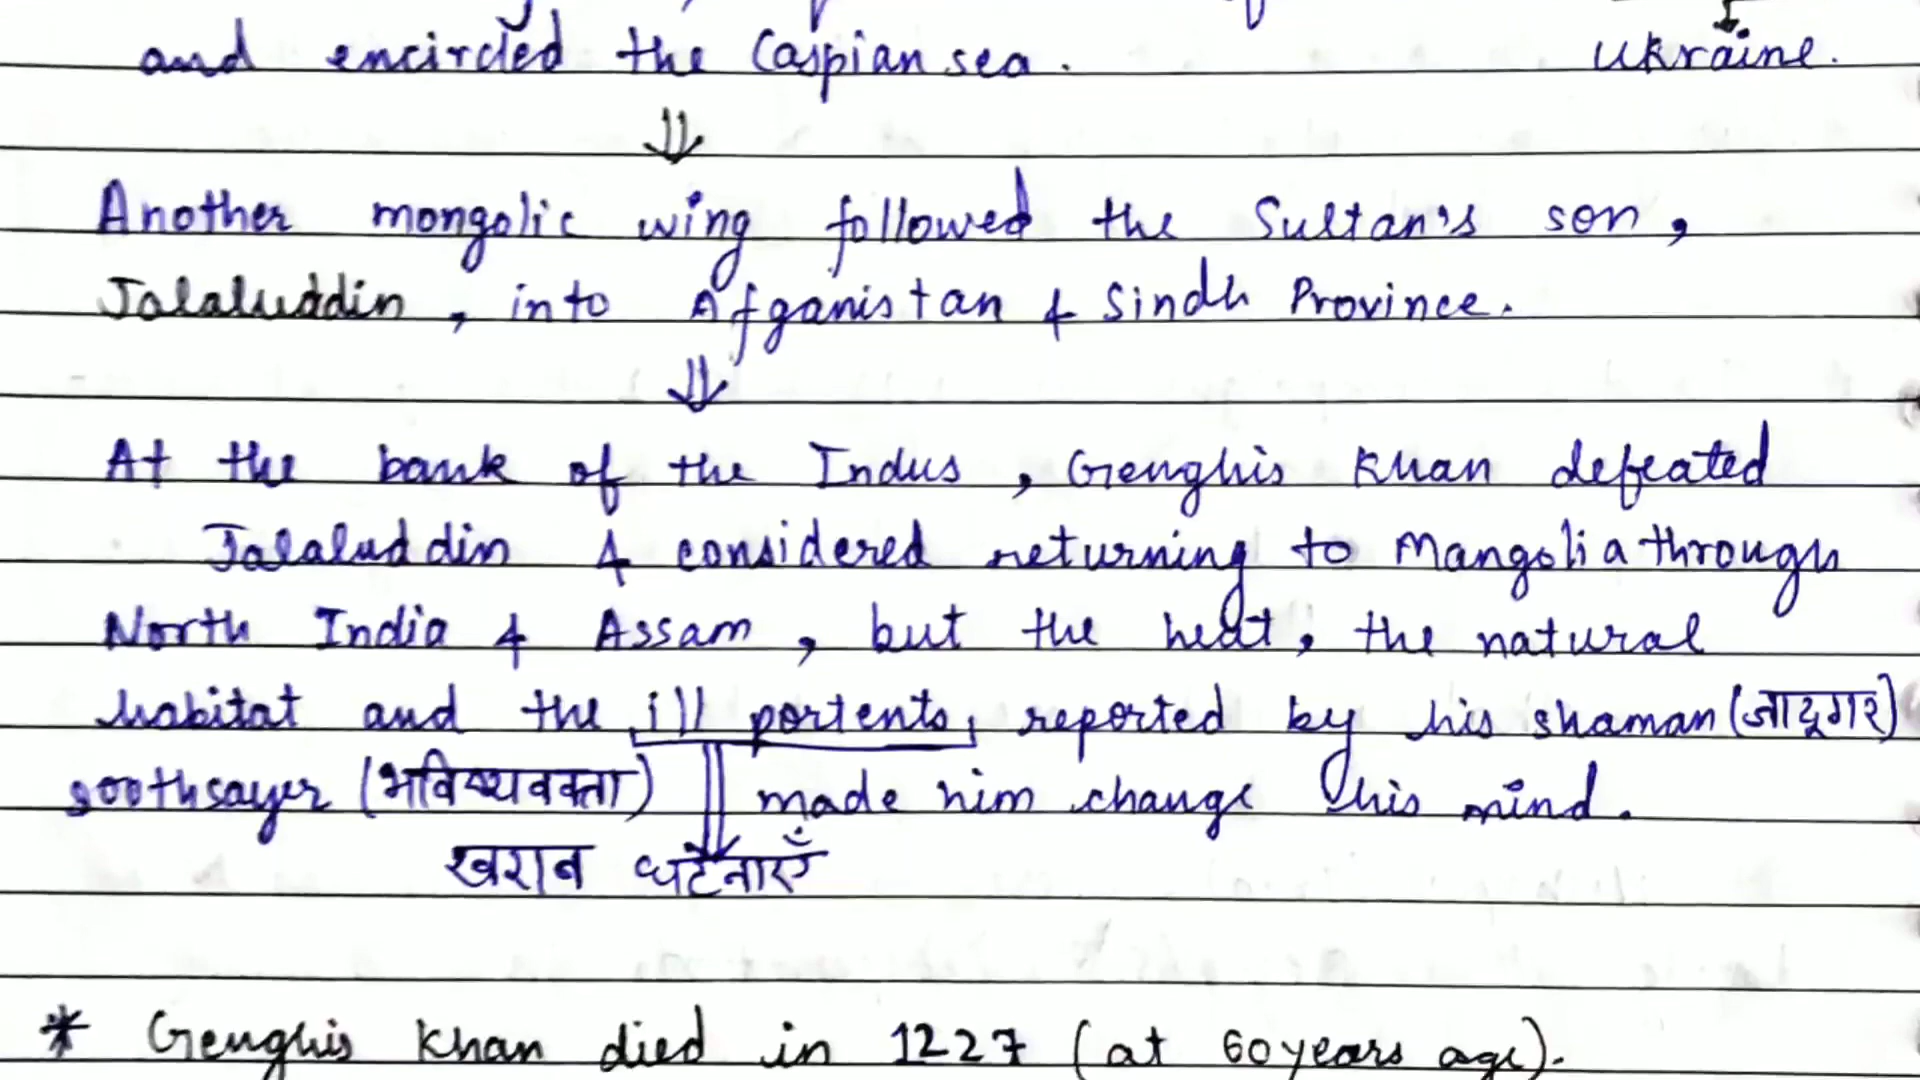 and encircled the Caspian sea.
Ukraine.
⇓
Another mongolic wing followed the Sultan's son,
Jalaluddin, into Afganistan & Sindh Province.
⇓
At the bank of the Indus, Genghis Khan defeated
Jalaluddin & considered returning to Mangolia through
North India & Assam, but the heat, the natural
habitat and the ill portents, reported by his shaman (जादूगर)
soothsayer (भविष्यवक्ता) made him change his mind.
खराब घटनाएँ
* Genghis Khan died in 1227 (at 60 years age).